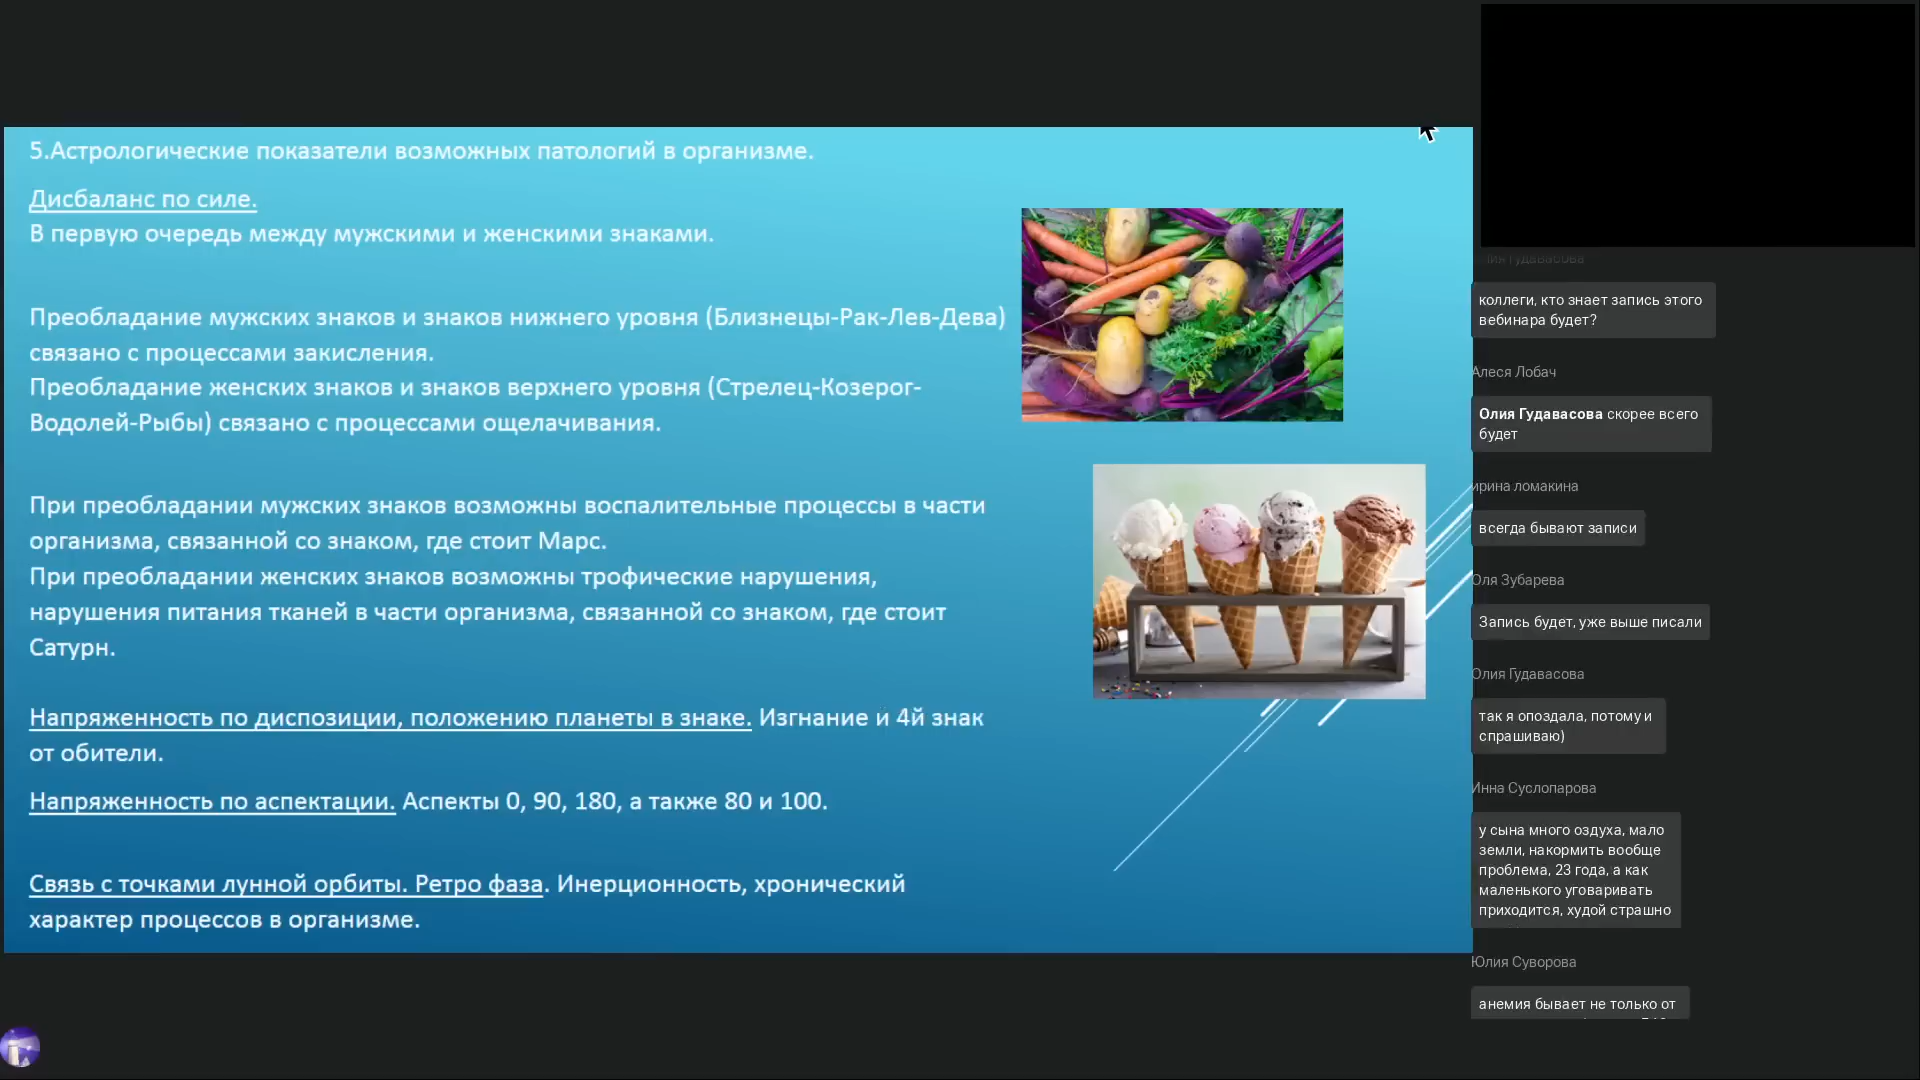 5.Астрологические показатели возможных патологий в организме.
Дисбаланс по силе.
В первую очередь между мужскими и женскими знаками.
Преобладание мужских знаков и знаков нижнего уровня (Близнецы-Рак-Лев-Дева)
связано с процессами закисления.
Преобладание женских знаков и знаков верхнего уровня (Стрелец-Козерог-
Водолей-Рыбы) связано с процессами ощелачивания.
При преобладании мужских знаков возможны воспалительные процессы в части
организма, связанной со знаком, где стоит Марс.
При преобладании женских знаков возможны трофические нарушения,
нарушения питания тканей в части организма, связанной со знаком, где стоит
Сатурн.
Напряженность по диспозиции, положению планеты в знаке. Изгнание и 4й знак
от обители.
Напряженность по аспектации. Аспекты 0, 90, 180, а также 80 и 100.
Связь с точками лунной орбиты. Ретро фаза. Инерционность, хронический
характер процессов в организме.
Гудавасова
коллеги, кто знает запись этого
вебинара будет?
Алеся Лобач
Олия Гудавасова скорее всего
будет
ирина ломакина
всегда бывают записи
Оля Зубарева
Запись будет, уже выше писали
Олия Гудавасова
так я опоздала, потому и
спрашиваю)
Инна Суслопарова
у сына много оздуха, мало
земли, накормить вообще
проблема, 23 года, а как
маленького уговаривать
приходится, худой страшно
Юлия Суворова
анемия бывает не только от